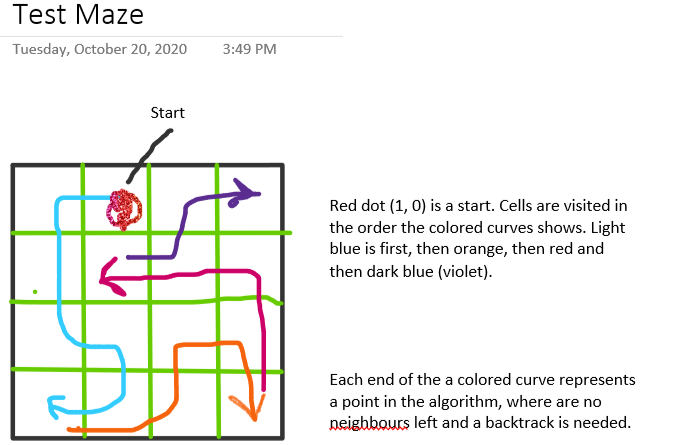 Test Maze
Tuesday, October 20, 2020 3:49 PM
Start
Red dot (1, 0) is a start. Cells are visited in
the order the colored curves shows. Light
blue is first, then orange, then red and
then dark blue (violet).
Each end of the a colored curve represents
a point in the algorithm, where are no
neighbours left and a backtrack is needed.